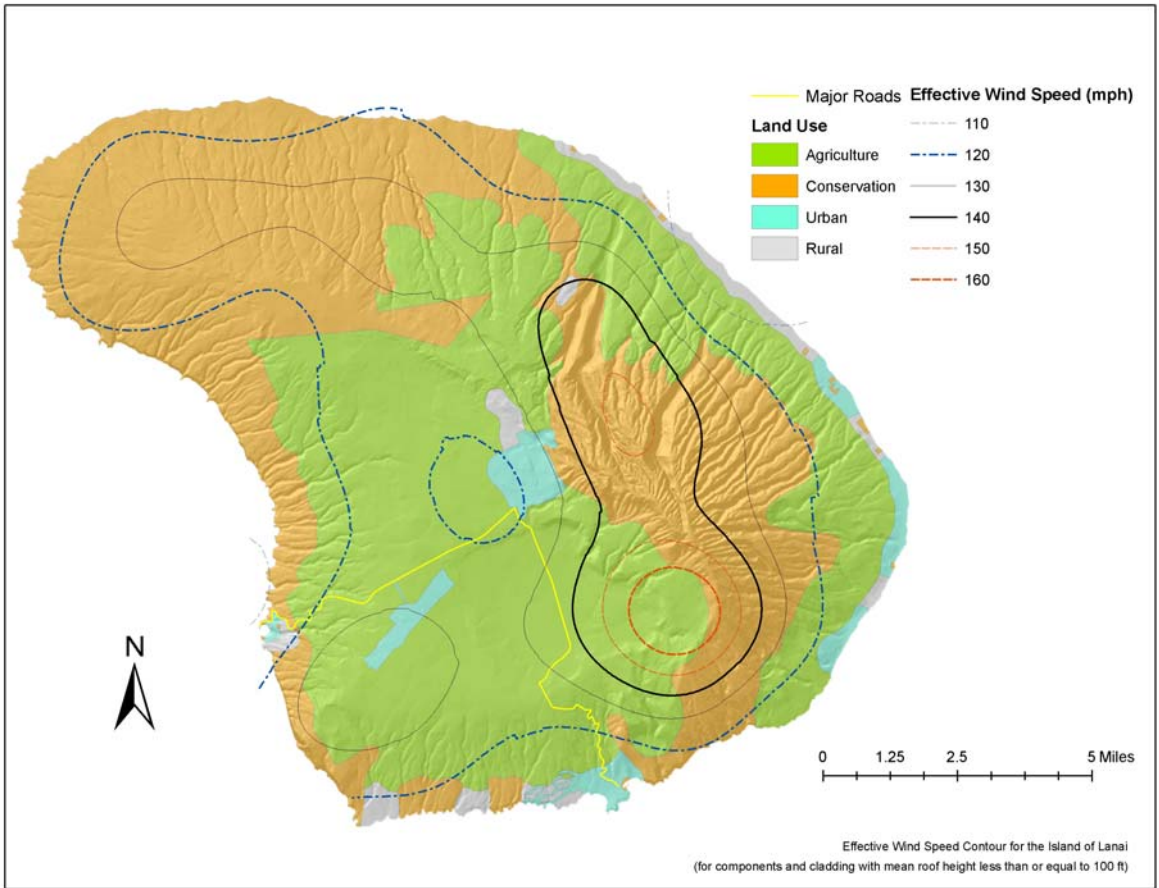 Major Roads
Land Use
Agriculture
Conservation
Urban
Rural
Effective Wind Speed (mph)
110
120
130
140
150
160
N
0 1.25 2.5 5 Miles
Effective Wind Speed Contour for the Island of Lanai
(for components and cladding with mean roof height less than or equal to 100 ft)